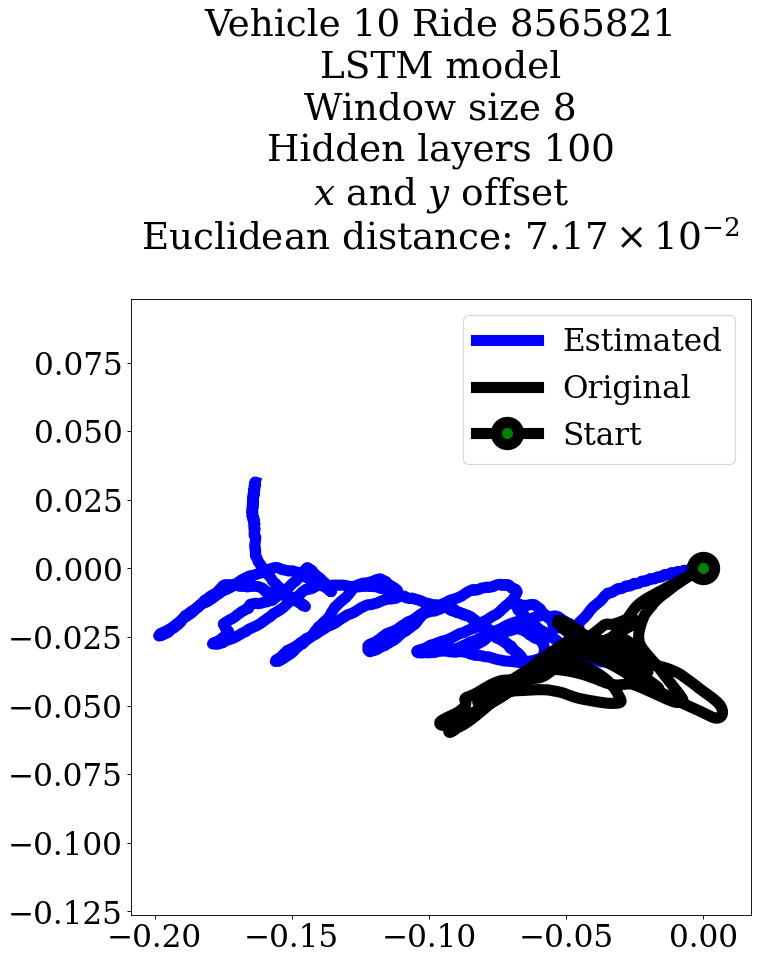 Vehicle 10 Ride 8565821
LSTM model
Window size 8
Hidden layers 100
x and y offset
Euclidean distance: 7.17 × 10⁻²
Estimated
Original
Start
0.075
0.050
0.025
0.000
−0.025
−0.050
−0.075
−0.100
−0.125
−0.20 −0.15 −0.10 −0.05 0.00